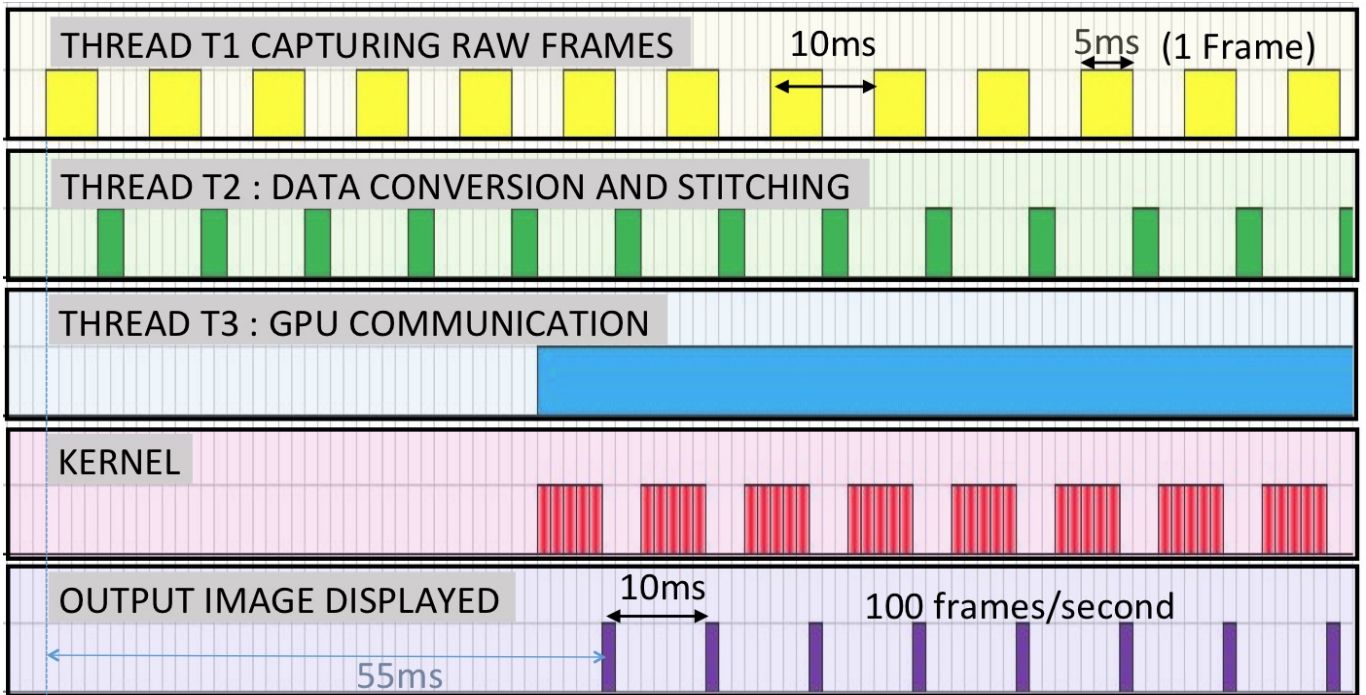 THREAD T1 CAPTURING RAW FRAMES
10ms
5ms (1 Frame)
THREAD T2 : DATA CONVERSION AND STITCHING
THREAD T3 : GPU COMMUNICATION
KERNEL
OUTPUT IMAGE DISPLAYED
10ms
100 frames/second
55ms